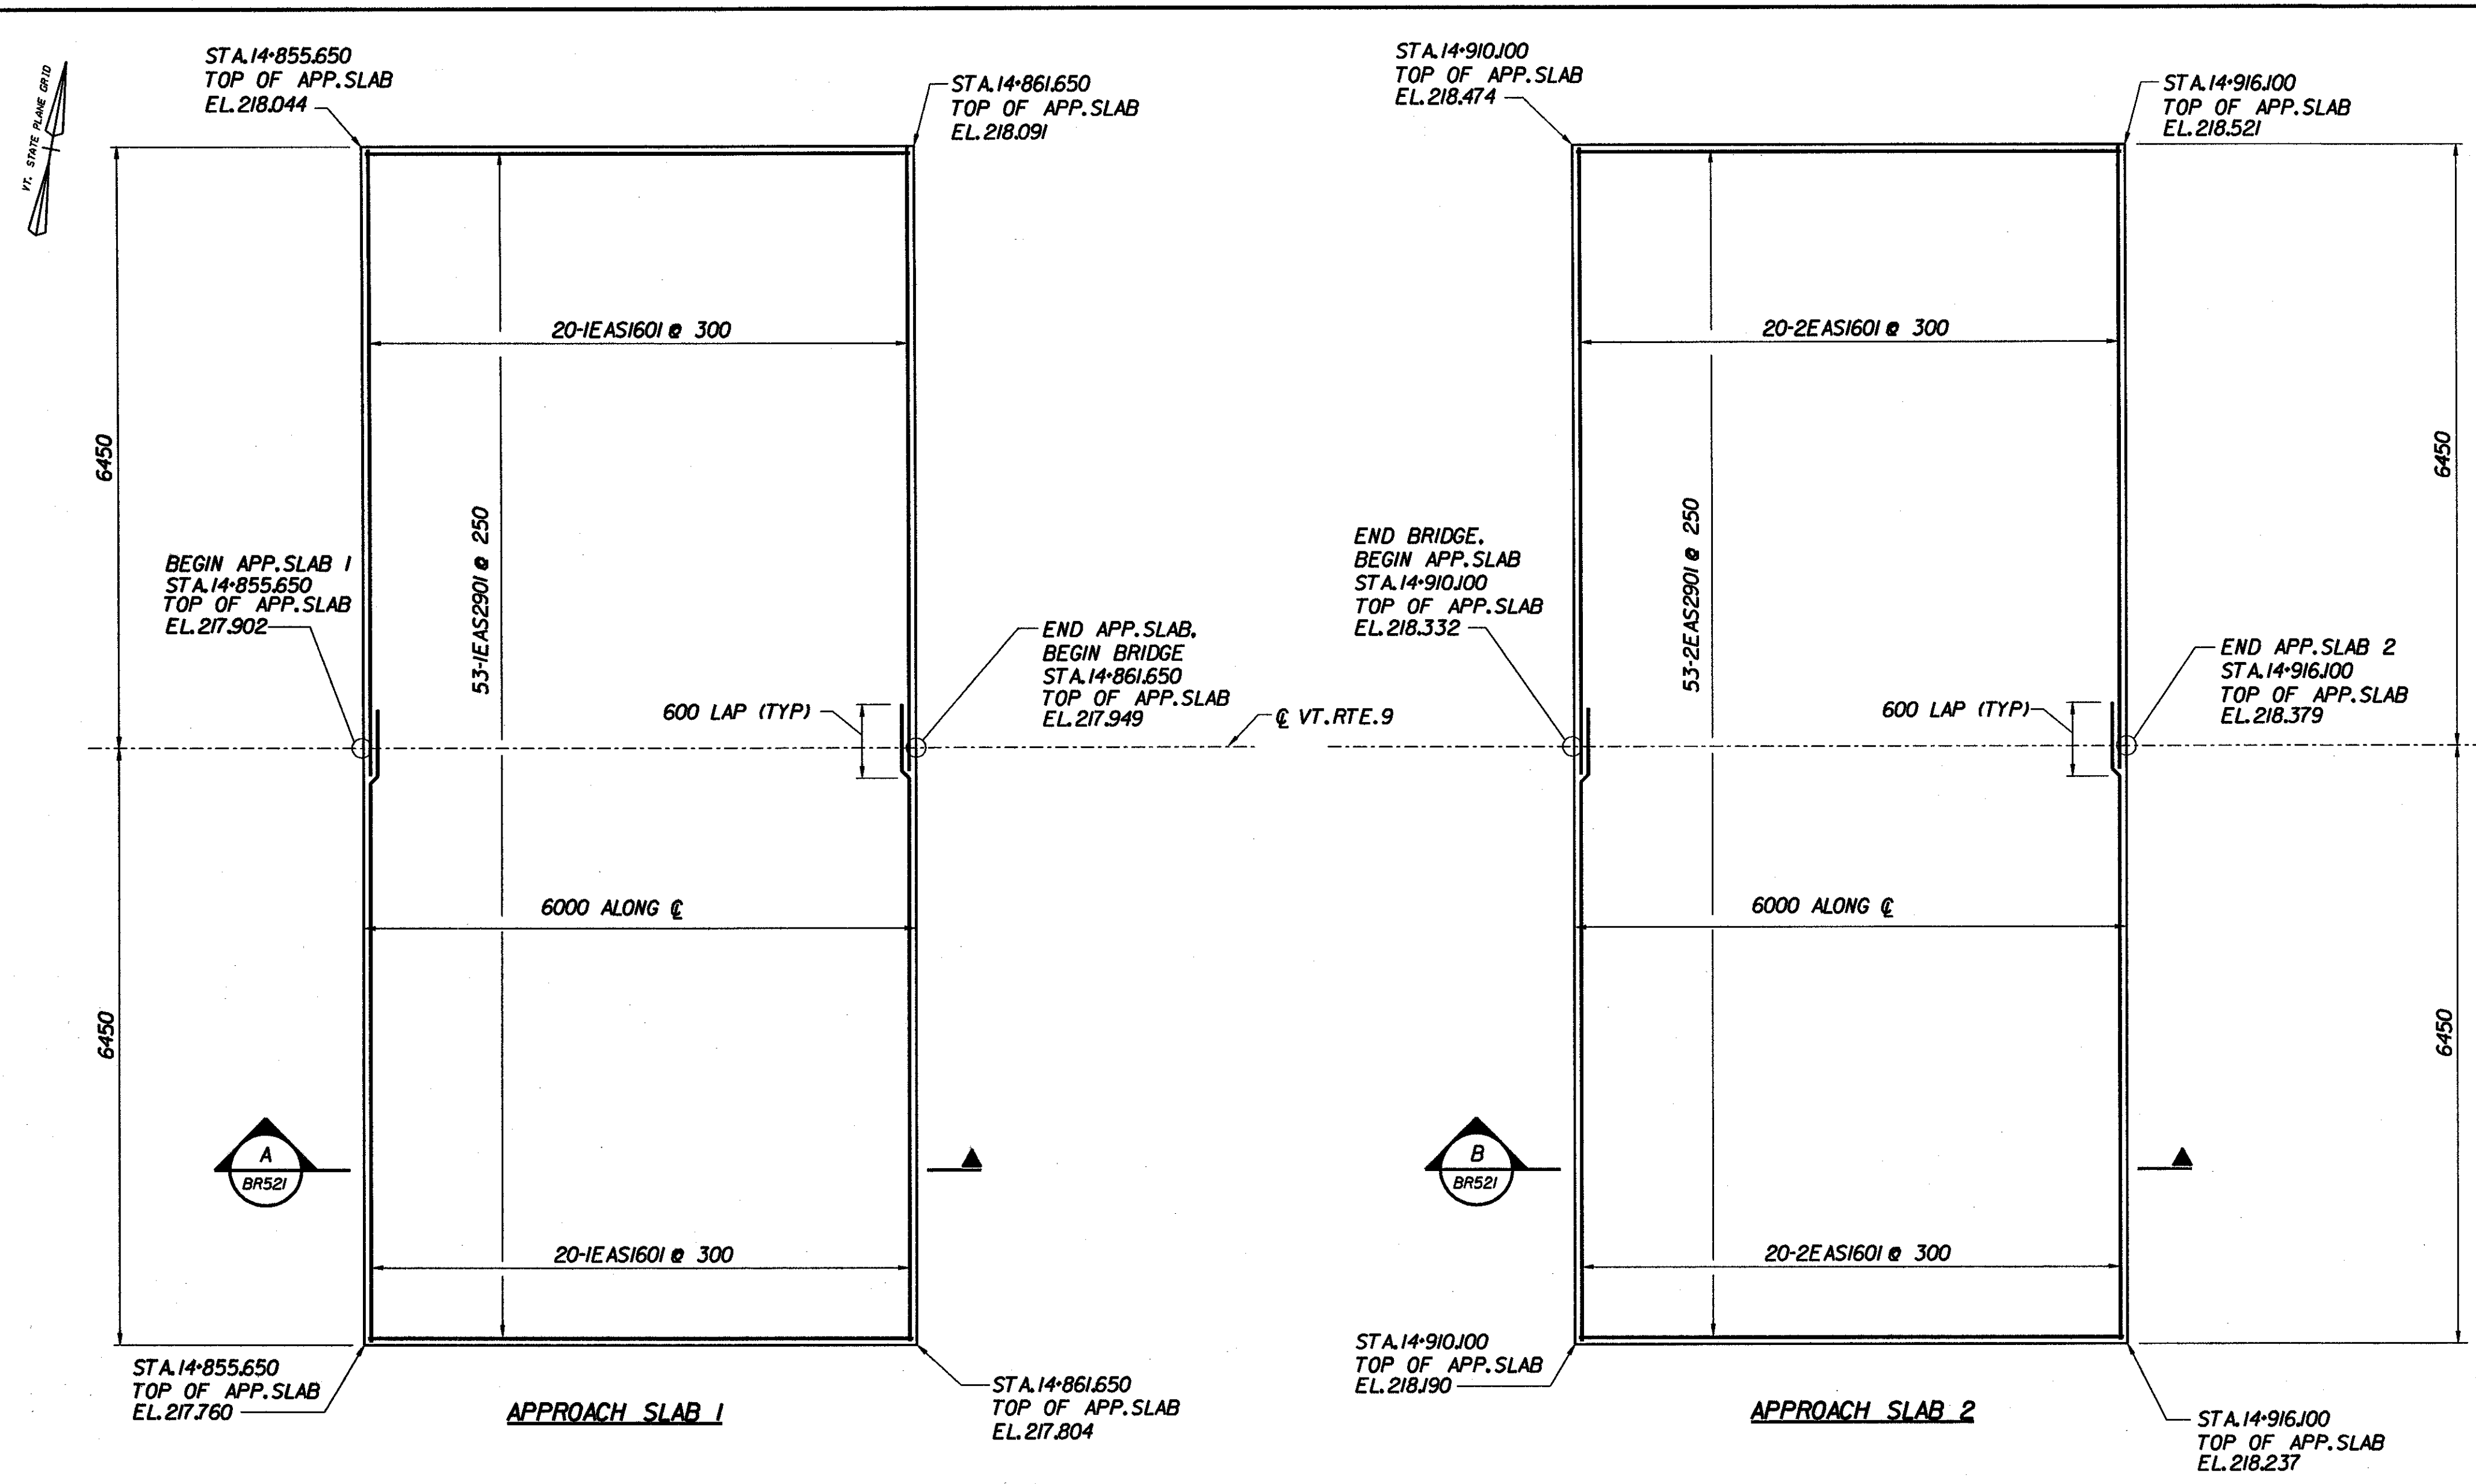 VT. STATE PLANE GRID
STA. 14+855.650
TOP OF APP. SLAB
EL. 218.044
STA. 14+861.650
TOP OF APP. SLAB
EL. 218.091
20-1EAS1601 @ 300
6450
53-1EAS2901 @ 250
BEGIN APP. SLAB 1
STA. 14+855.650
TOP OF APP. SLAB
EL. 217.902
END APP. SLAB,
BEGIN BRIDGE
STA. 14+861.650
TOP OF APP. SLAB
EL. 217.949
600 LAP (TYP)
℄ VT. RTE. 9
6000 ALONG ℄
6450
A
BR521
20-1EAS1601 @ 300
STA. 14+855.650
TOP OF APP. SLAB
EL. 217.760
APPROACH SLAB 1
STA. 14+861.650
TOP OF APP. SLAB
EL. 217.804
STA. 14+910.100
TOP OF APP. SLAB
EL. 218.474
STA. 14+916.100
TOP OF APP. SLAB
EL. 218.521
20-2EAS1601 @ 300
6450
53-2EAS2901 @ 250
END BRIDGE,
BEGIN APP. SLAB
STA. 14+910.100
TOP OF APP. SLAB
EL. 218.332
END APP. SLAB 2
STA. 14+916.100
TOP OF APP. SLAB
EL. 218.379
600 LAP (TYP)
6000 ALONG ℄
6450
B
BR521
20-2EAS1601 @ 300
STA. 14+910.100
TOP OF APP. SLAB
EL. 218.190
APPROACH SLAB 2
STA. 14+916.100
TOP OF APP. SLAB
EL. 218.237